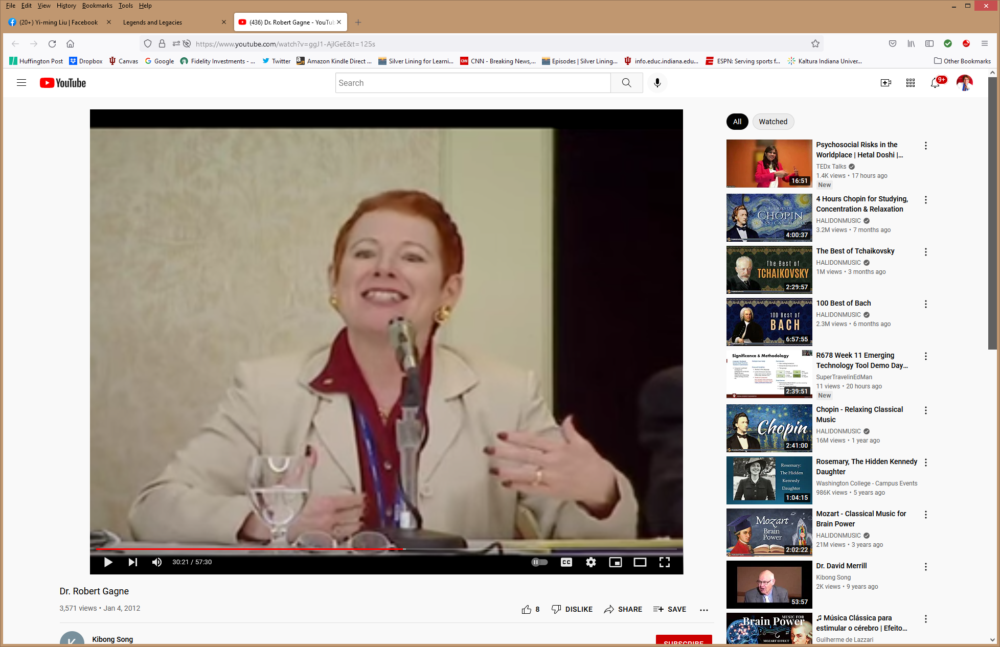 File Edit View History Bookmarks Tools Help
(20+) Yi-ming Liu | Facebook
Legends and Legacies
(436) Dr. Robert Gagne - YouTub
https://www.youtube.com/watch?v=ggJ1-AjlGeE&t=125s
Huffington Post Dropbox Canvas Google Fidelity Investments - ... Twitter Amazon Kindle Direct ... Silver Lining for Learni... CNN - Breaking News,... Episodes | Silver Lining... info.educ.indiana.edu... ESPN: Serving sports f... Kaltura Indiana Univer... Other Bookmarks
YouTube
Search
9+
30:21 / 57:30
CC
Dr. Robert Gagne
3,571 views • Jan 4, 2012
8 DISLIKE SHARE SAVE
K Kibong Song
SUBSCRIBE
All Watched
16:51
Psychosocial Risks in the
Worldplace | Hetal Doshi |...
TEDx Talks
1.4K views • 17 hours ago
New
4 HOURS OF
CHOPIN
CLASSICAL MUSIC
4:00:37
4 Hours Chopin for Studying,
Concentration & Relaxation
HALIDONMUSIC
3.2M views • 7 months ago
The Best of
TCHAIKOVSKY
2:29:57
The Best of Tchaikovsky
HALIDONMUSIC
1M views • 3 months ago
100 Best of
BACH
6:57:55
100 Best of Bach
HALIDONMUSIC
2.3M views • 6 months ago
Significance & Methodology
2:39:51
R678 Week 11 Emerging
Technology Tool Demo Day...
SuperTravelinEdMan
11 views • 20 hours ago
New
Chopin
2:41:00
Chopin - Relaxing Classical
Music
HALIDONMUSIC
16M views • 1 year ago
Rosemary:
The Hidden
Kennedy
Daughter
1:04:15
Rosemary, The Hidden Kennedy
Daughter
Washington College - Campus Events
986K views • 5 years ago
Mozart
Brain
Power
2:02:22
Mozart - Classical Music for
Brain Power
HALIDONMUSIC
21M views • 3 years ago
53:57
Dr. David Merrill
Kibong Song
2K views • 9 years ago
MUSIC FOR
Brain Power
MOZART EFFECT
♫ Música Clássica para
estimular o cérebro | Efeito...
Guilherme de Lazzari